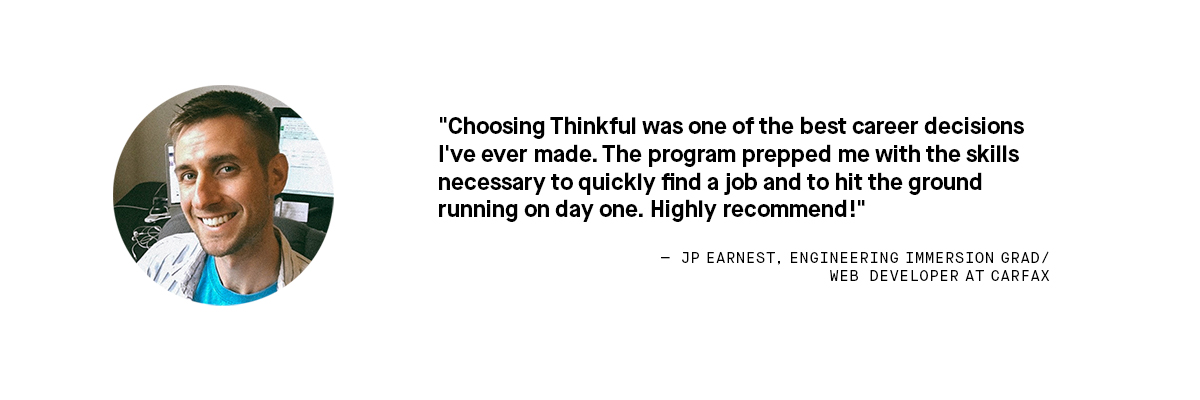 "Choosing Thinkful was one of the best career decisions
I've ever made. The program prepped me with the skills
necessary to quickly find a job and to hit the ground
running on day one. Highly recommend!"
— JP EARNEST, ENGINEERING IMMERSION GRAD/
WEB DEVELOPER AT CARFAX